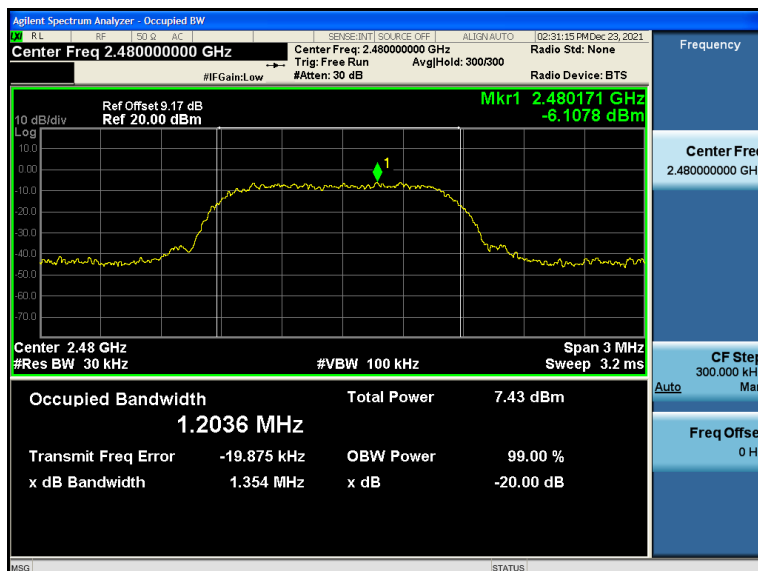 Agilent Spectrum Analyzer - Occupied BW
LXI RL RF 50 Ω AC SENSE:INT SOURCE OFF ALIGNAUTO 02:31:15 PM Dec 23, 2021
Center Freq 2.480000000 GHz
Center Freq: 2.480000000 GHz
Radio Std: None
Trig: Free Run Avg|Hold: 300/300
#IFGain:Low
#Atten: 30 dB
Radio Device: BTS
Ref Offset 9.17 dB
Mkr1 2.480171 GHz
10 dB/div
Ref 20.00 dBm
-6.1078 dBm
Log
10.0
0.00
-10.0
-20.0
-30.0
-40.0
-50.0
-60.0
-70.0
1
Center 2.48 GHz
Span 3 MHz
#Res BW 30 kHz
#VBW 100 kHz
Sweep 3.2 ms
Occupied Bandwidth
Total Power 7.43 dBm
1.2036 MHz
Transmit Freq Error -19.875 kHz
OBW Power 99.00 %
x dB Bandwidth 1.354 MHz
x dB -20.00 dB
MSG
STATUS
Frequency
Center Fre
2.480000000 GH
CF Step
300.000 kH
Auto Ma
Freq Offse
0 H